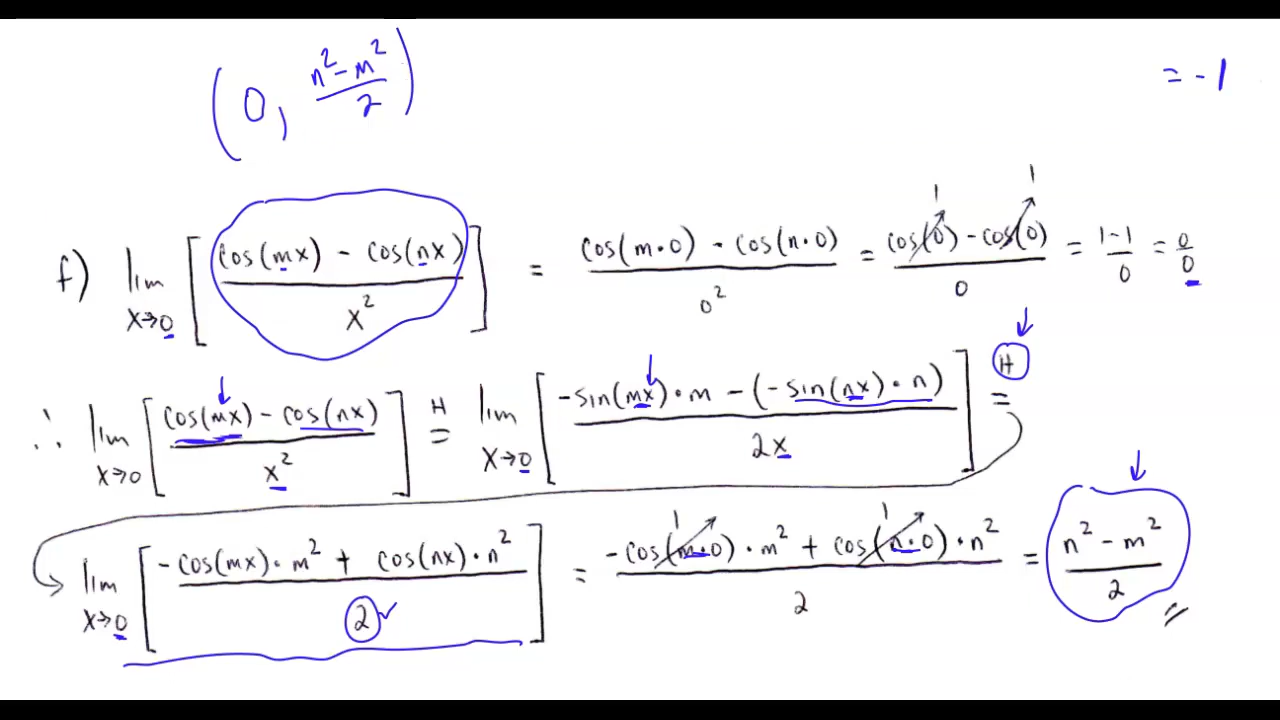 (0, (n² - m²)/2)
= -1
f) lim x→0 [ (cos(mx) - cos(nx)) / x² ] = (cos(m·0) - cos(n·0)) / 0² = (cos(0) - cos(0)) / 0 = (1-1)/0 = 0/0
1 1
∴ lim x→0 [ (cos(mx) - cos(nx)) / x² ] H= lim x→0 [ (-sin(mx)·m - (-sin(nx)·n)) / 2x ] H=
lim x→0 [ (-cos(mx)·m² + cos(nx)·n²) / 2 ] = (-cos(m·0)·m² + cos(n·0)·n²) / 2 = (n² - m²) / 2
1 1